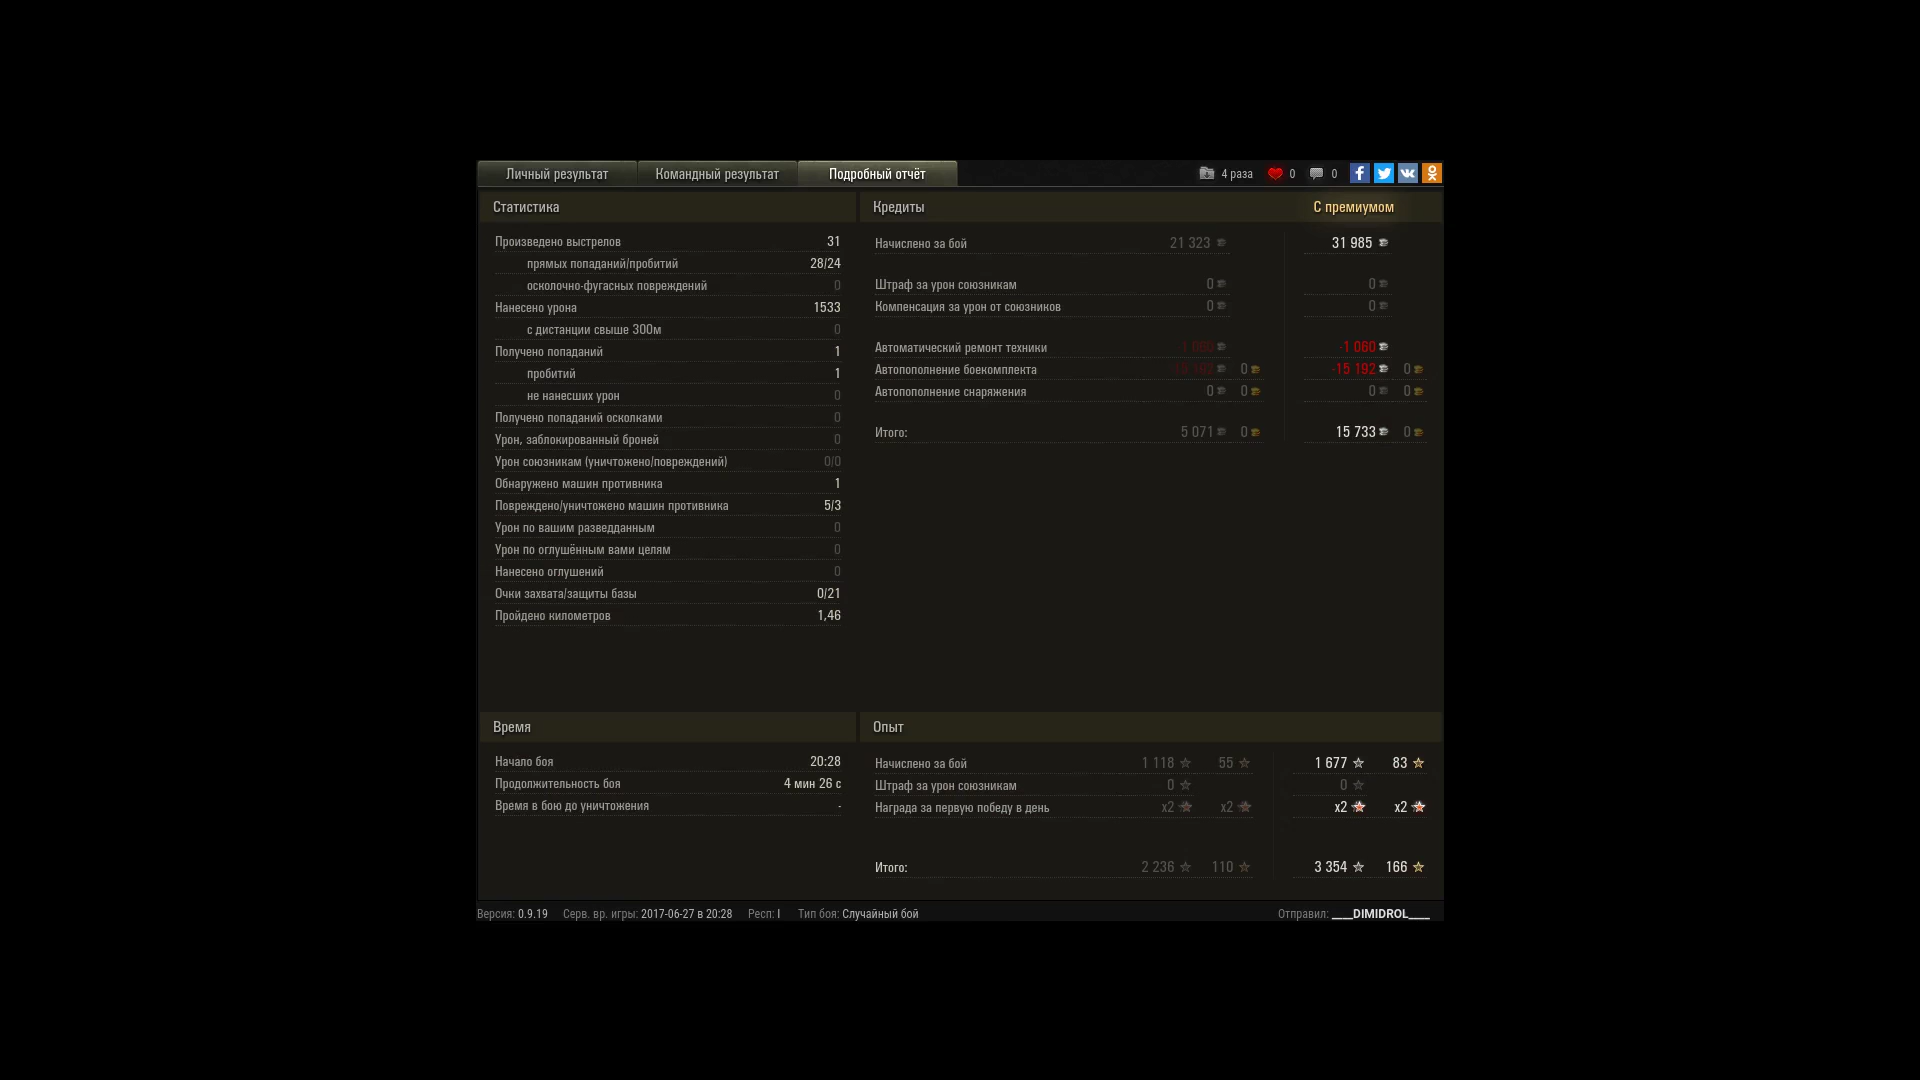 Личный результат Командный результат Подробный отчёт 4 раза 0 0
Статистика
Произведено выстрелов 31
прямых попаданий/пробитий 28/24
осколочно-фугасных повреждений 0
Нанесено урона 1533
с дистанции свыше 300м 0
Получено попаданий 1
пробитий 1
не нанесших урон 0
Получено попаданий осколками 0
Урон, заблокированный броней 0
Урон союзникам (уничтожено/повреждений) 0/0
Обнаружено машин противника 1
Повреждено/уничтожено машин противника 5/3
Урон по вашим разведданным 0
Урон по оглушённым вами целям 0
Нанесено оглушений 0
Очки захвата/защиты базы 0/21
Пройдено километров 1,46
Кредиты С премиумом
Начислено за бой 21 323 31 985
Штраф за урон союзникам 0 0
Компенсация за урон от союзников 0 0
Автоматический ремонт техники -1 060 -1 060
Автопополнение боекомплекта -15 192 0 -15 192 0
Автопополнение снаряжения 0 0 0 0
Итого: 5 071 0 15 733 0
Время
Начало боя 20:28
Продолжительность боя 4 мин 26 с
Время в бою до уничтожения -
Опыт
Начислено за бой 1 118 55 1 677 83
Штраф за урон союзникам 0 0
Награда за первую победу в день x2 x2 x2 x2
Итого: 2 236 110 3 354 166
Версия: 0.9.19 Серв. вр. игры: 2017-06-27 в 20:28 Респ: I Тип боя: Случайный бой Отправил: ____DIMIDROL____